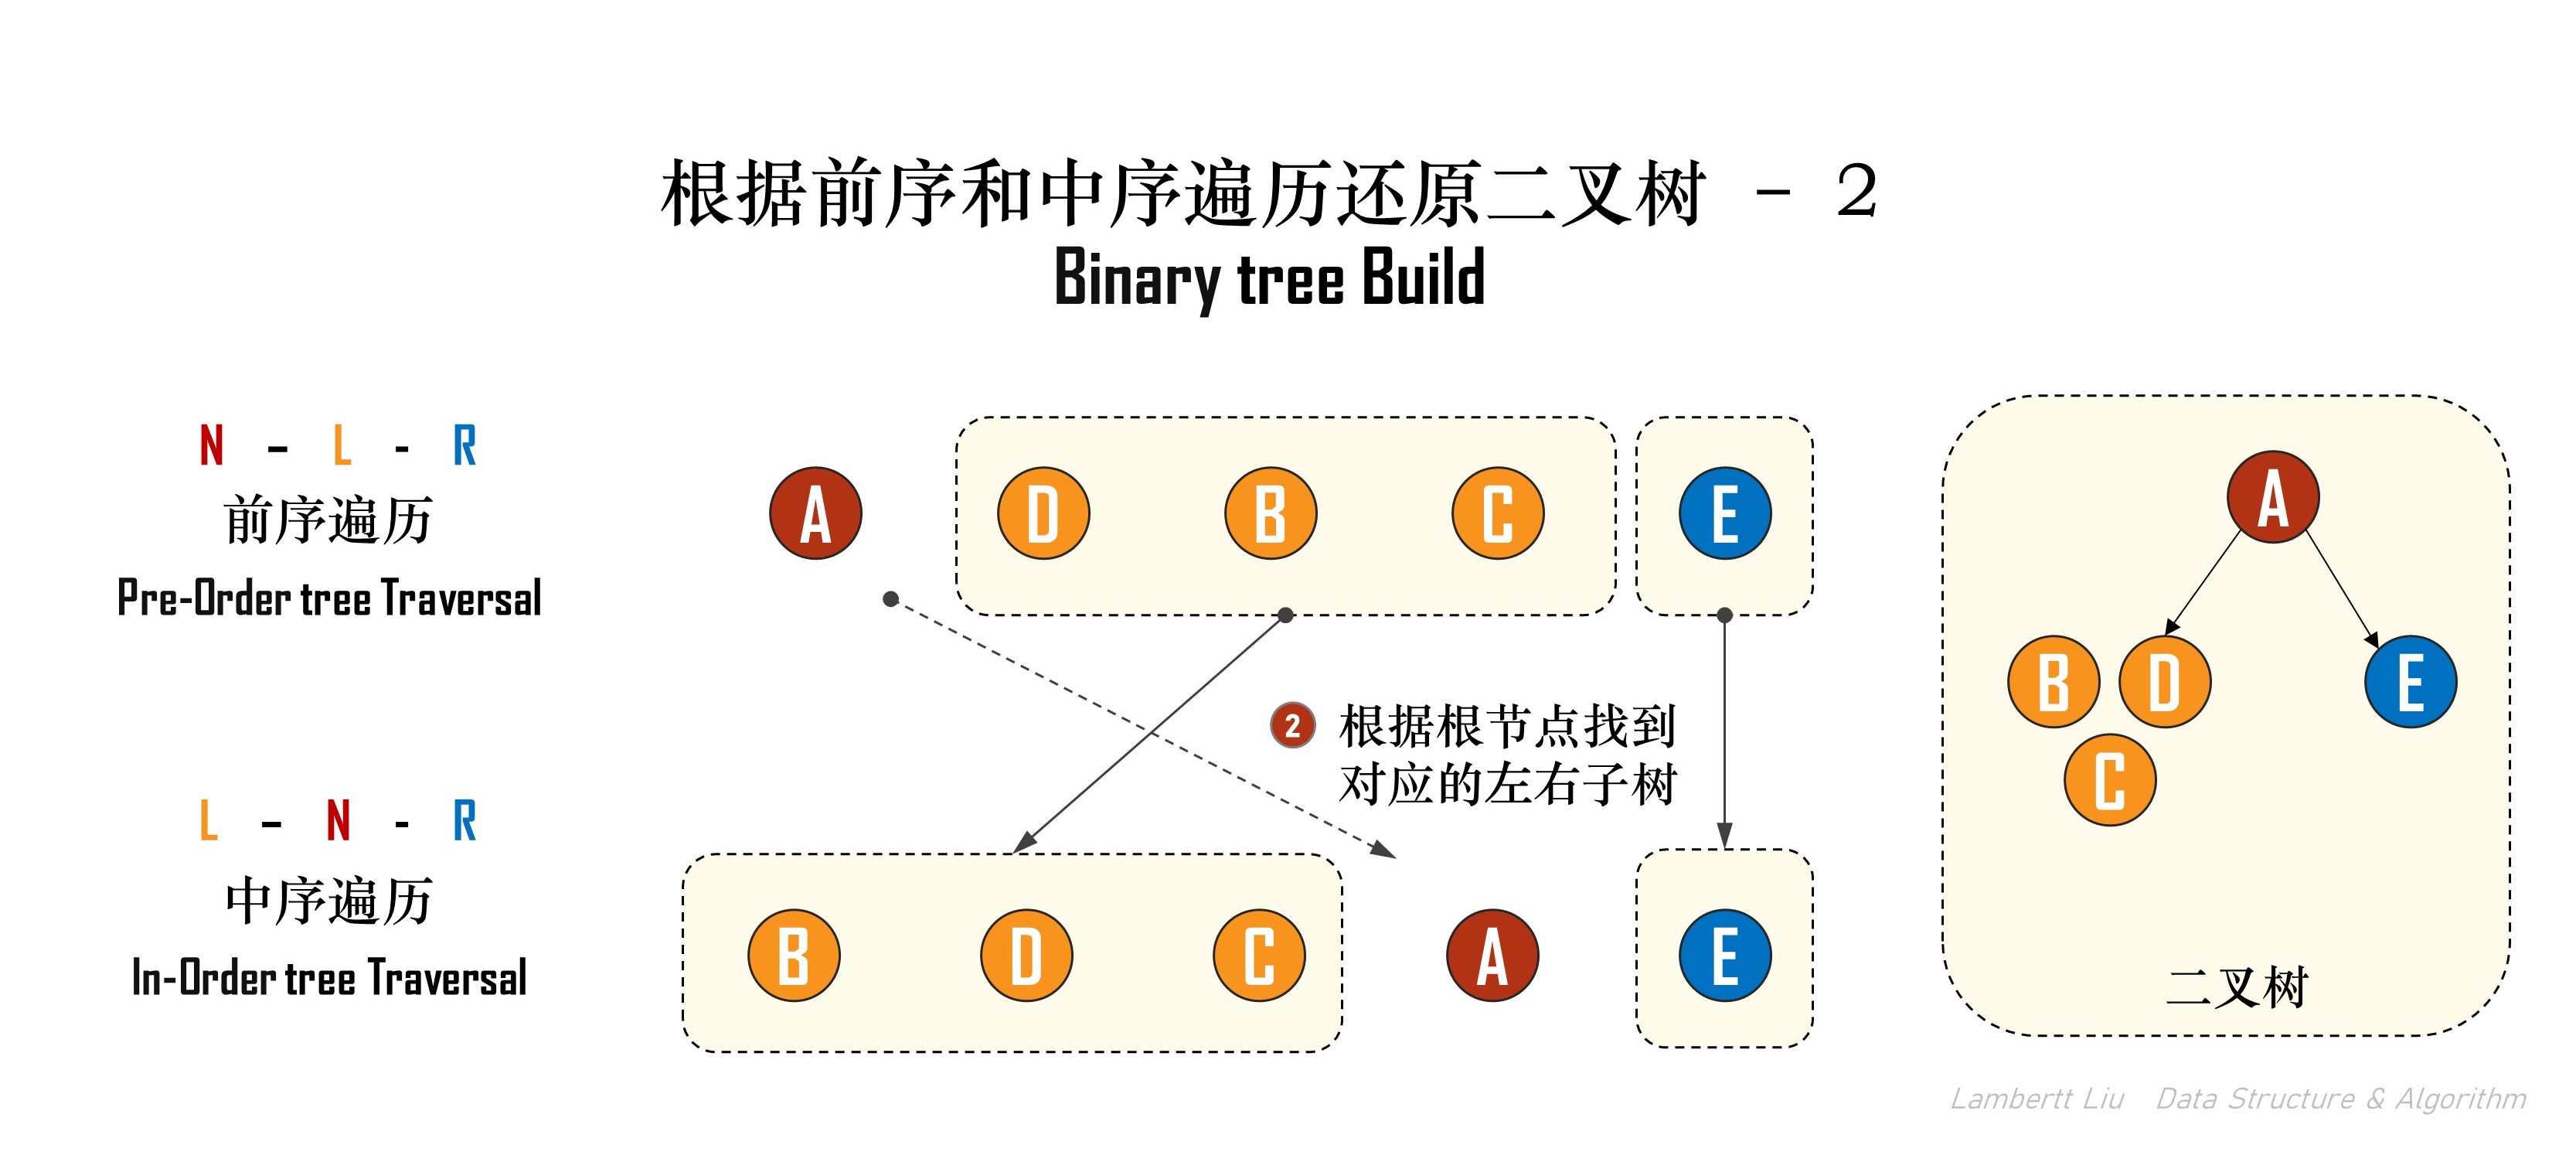 根据前序和中序遍历还原二叉树 - 2
Binary tree Build
N - L - R
前序遍历
Pre-Order tree Traversal
A D B C E
A
B D E
C
2 根据根节点找到
对应的左右子树
L - N - R
中序遍历
In-Order tree Traversal
B D C A E
二叉树
Lambertt Liu Data Structure & Algorithm